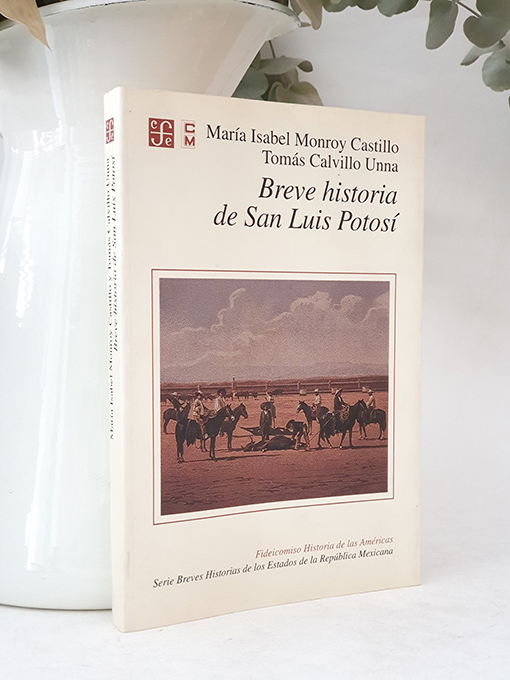 cfe
C
M
María Isabel Monroy Castillo
Tomás Calvillo Unna
Breve historia
de San Luis Potosí
Fideicomiso Historia de las Américas
Serie Breves Historias de los Estados de la República Mexicana
María Isabel Monroy Castillo y Tomás Calvillo Unna
Breve historia de San Luis Potosí